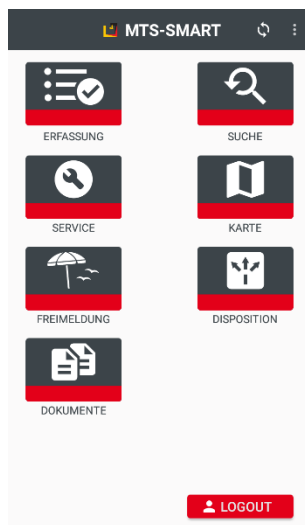 MTS-SMART
ERFASSUNG
SUCHE
SERVICE
KARTE
FREIMELDUNG
DISPOSITION
DOKUMENTE
LOGOUT